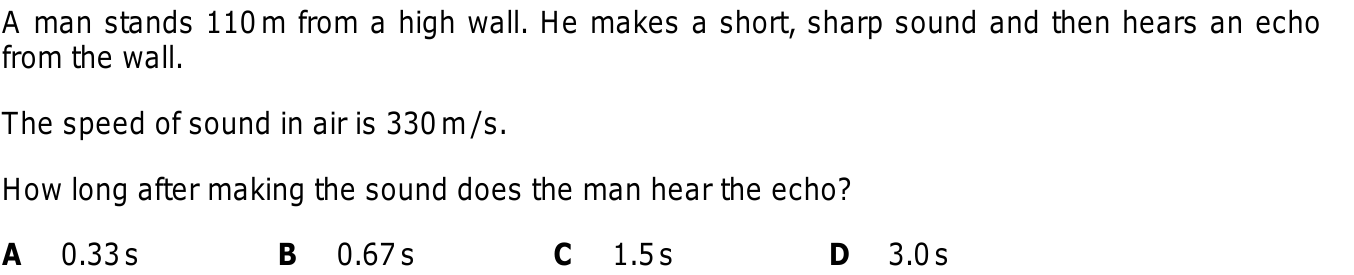 A man stands 110 m from a high wall. He makes a short, sharp sound and then hears an echo
from the wall.
The speed of sound in air is 330 m/s.
How long after making the sound does the man hear the echo?
A 0.33 s B 0.67 s C 1.5 s D 3.0 s